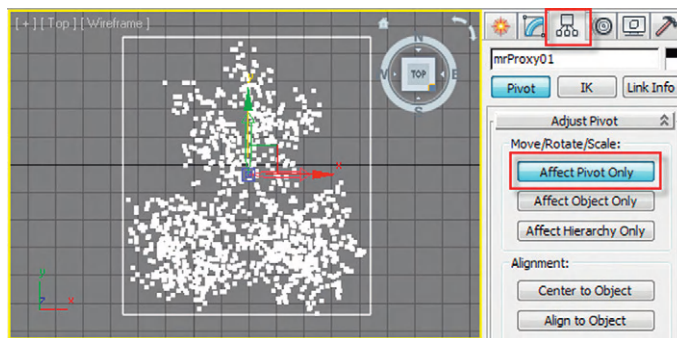 [ + ] [ Top ] [ Wireframe ]
N
V
TOP
E
S
y
x
y
z
x
mrProxy01
Pivot
IK
Link Info
Adjust Pivot
Move/Rotate/Scale:
Affect Pivot Only
Affect Object Only
Affect Hierarchy Only
Alignment:
Center to Object
Align to Object